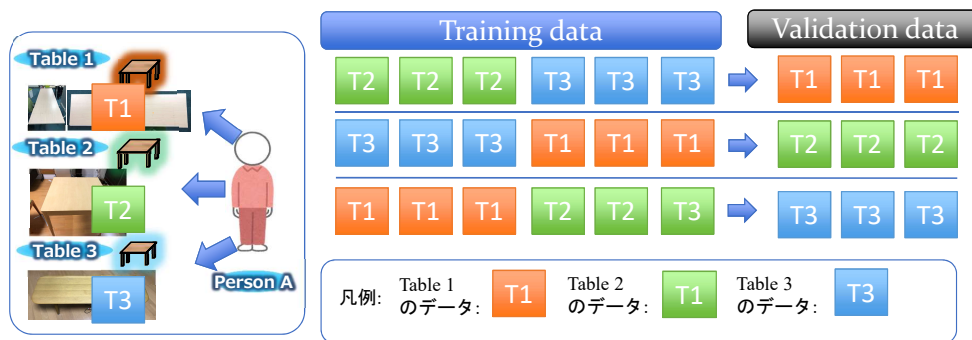 Table 1
T1
Table 2
T2
Table 3
T3
Person A
Training data
Validation data
T2 T2 T2 T3 T3 T3 T1 T1 T1
T3 T3 T3 T1 T1 T1 T2 T2 T2
T1 T1 T1 T2 T2 T3 T3 T3 T3
凡例: Table 1 のデータ: T1
Table 2 のデータ: T1
Table 3 のデータ: T3